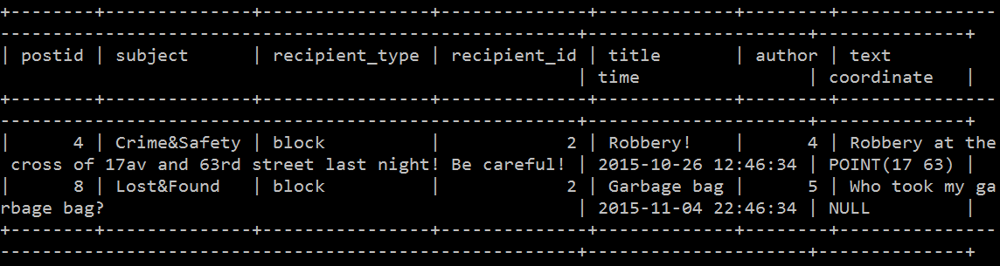 +--------+--------------+----------------+--------------+-------------+--------+---------------
------------------------------------------------------+---------------------+--------------+
| postid | subject      | recipient_type | recipient_id | title       | author | text
                                                      | time                | coordinate   |
+--------+--------------+----------------+--------------+-------------+--------+---------------
------------------------------------------------------+---------------------+--------------+
|      4 | Crime&Safety | block          |            2 | Robbery!    |      4 | Robbery at the
 cross of 17av and 63rd street last night! Be careful! | 2015-10-26 12:46:34 | POINT(17 63) |
|      8 | Lost&Found   | block          |            2 | Garbage bag |      5 | Who took my ga
rbage bag?                                            | 2015-11-04 22:46:34 | NULL         |
+--------+--------------+----------------+--------------+-------------+--------+---------------
------------------------------------------------------+---------------------+--------------+